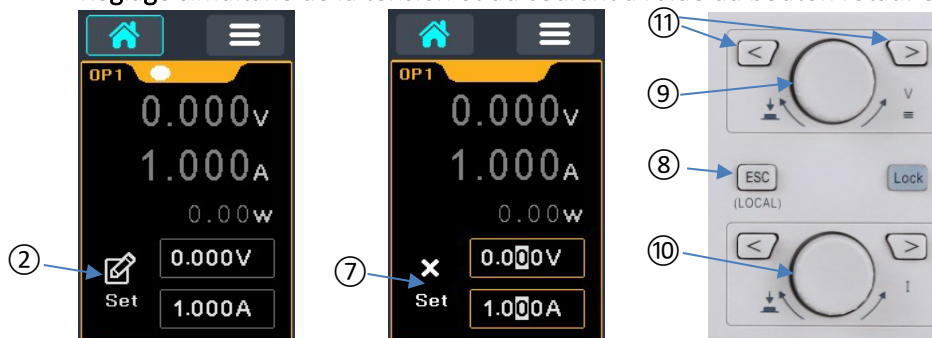 OP1
0.000V
1.000A
0.00W
②
0.000V
Set
1.000A
OP1
0.000V
1.000A
0.00W
⑦
0.000V
Set
1.000A
⑪
< >
⑨
V
⑧
ESC
Lock
(LOCAL)
⑩
< >
I